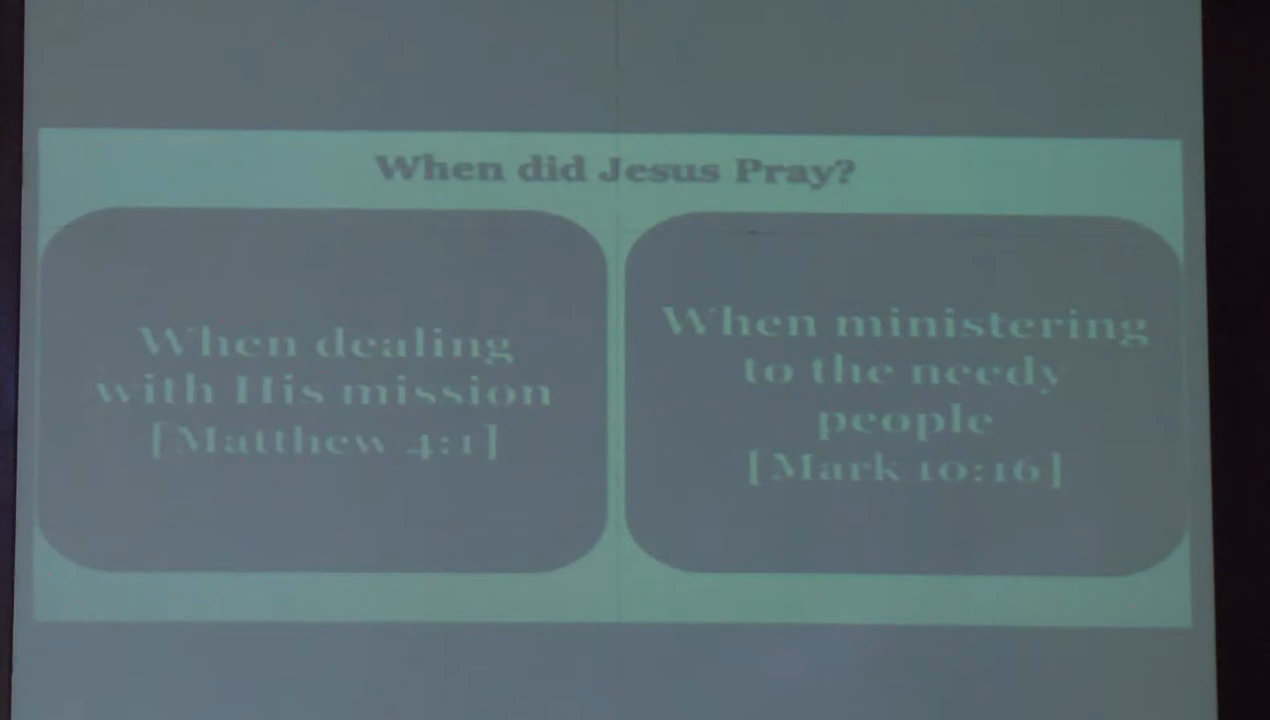 When did Jesus Pray?
When dealing
with His mission
[Matthew 4:1]
When ministering
to the needy
people
[Mark 10:16]